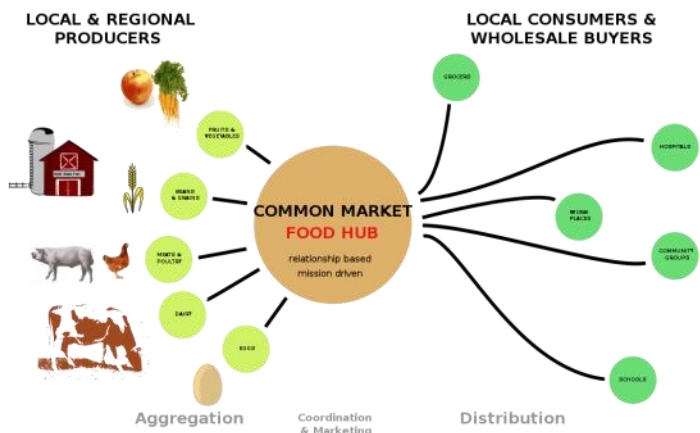 LOCAL & REGIONAL
PRODUCERS
LOCAL CONSUMERS &
WHOLESALE BUYERS
GROCERS
FRUITS &
VEGETABLES
HOSPITALS
& GRAINS
COMMON MARKET
FOOD HUB
relationship based
mission driven
WORK
PLACES
MEATS &
POULTRY
COMMUNITY
GROUPS
DAIRY
EGGS
SCHOOLS
Aggregation
Coordination
& Marketing
Distribution